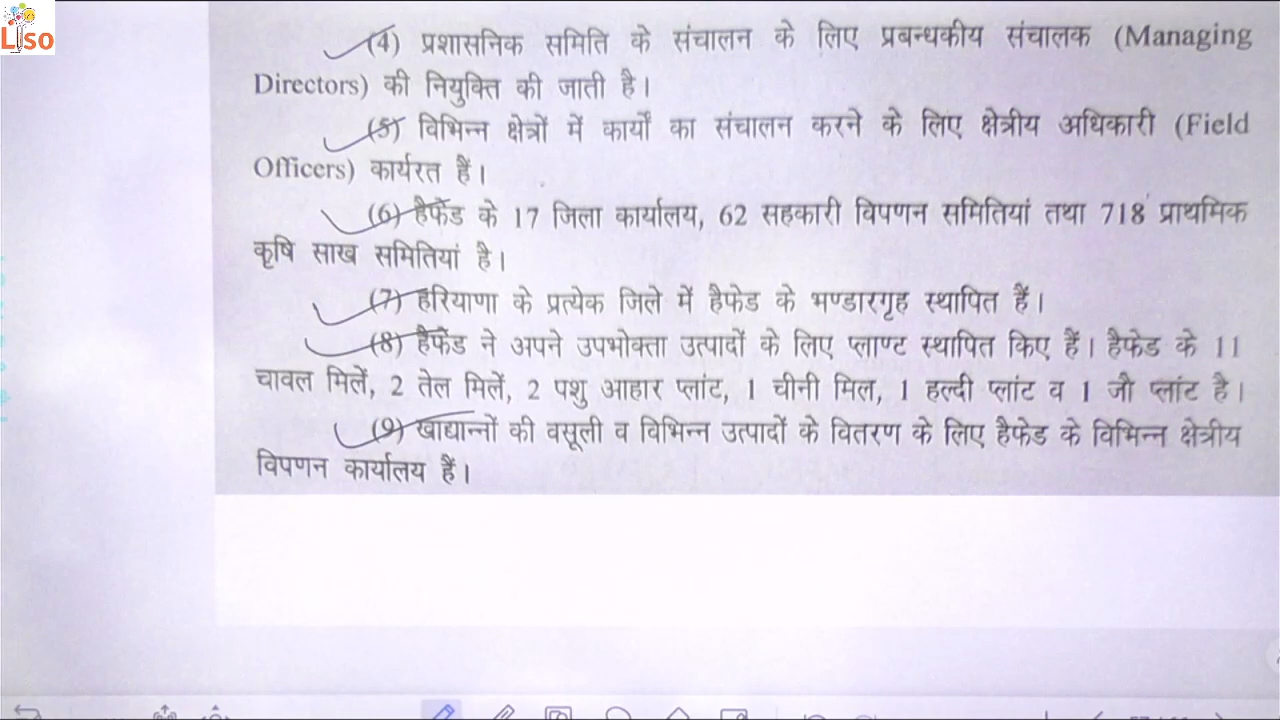 Liso
(4) प्रशासनिक समिति के संचालन के लिए प्रबन्धकीय संचालक (Managing
Directors) की नियुक्ति की जाती है।
(5) विभिन्न क्षेत्रों में कार्यों का संचालन करने के लिए क्षेत्रीय अधिकारी (Field
Officers) कार्यरत हैं।
(6) हैफेड के 17 जिला कार्यालय, 62 सहकारी विपणन समितियां तथा 718 प्राथमिक
कृषि साख समितियां है।
(7) हरियाणा के प्रत्येक जिले में हैफेड के भण्डारगृह स्थापित हैं।
(8) हैफेड ने अपने उपभोक्ता उत्पादों के लिए प्लाण्ट स्थापित किए हैं। हैफेड के 11
चावल मिलें, 2 तेल मिलें, 2 पशु आहार प्लांट, 1 चीनी मिल, 1 हल्दी प्लांट व 1 जौ प्लांट है।
(9) खाद्यान्नों की वसूली व विभिन्न उत्पादों के वितरण के लिए हैफेड के विभिन्न क्षेत्रीय
विपणन कार्यालय हैं।